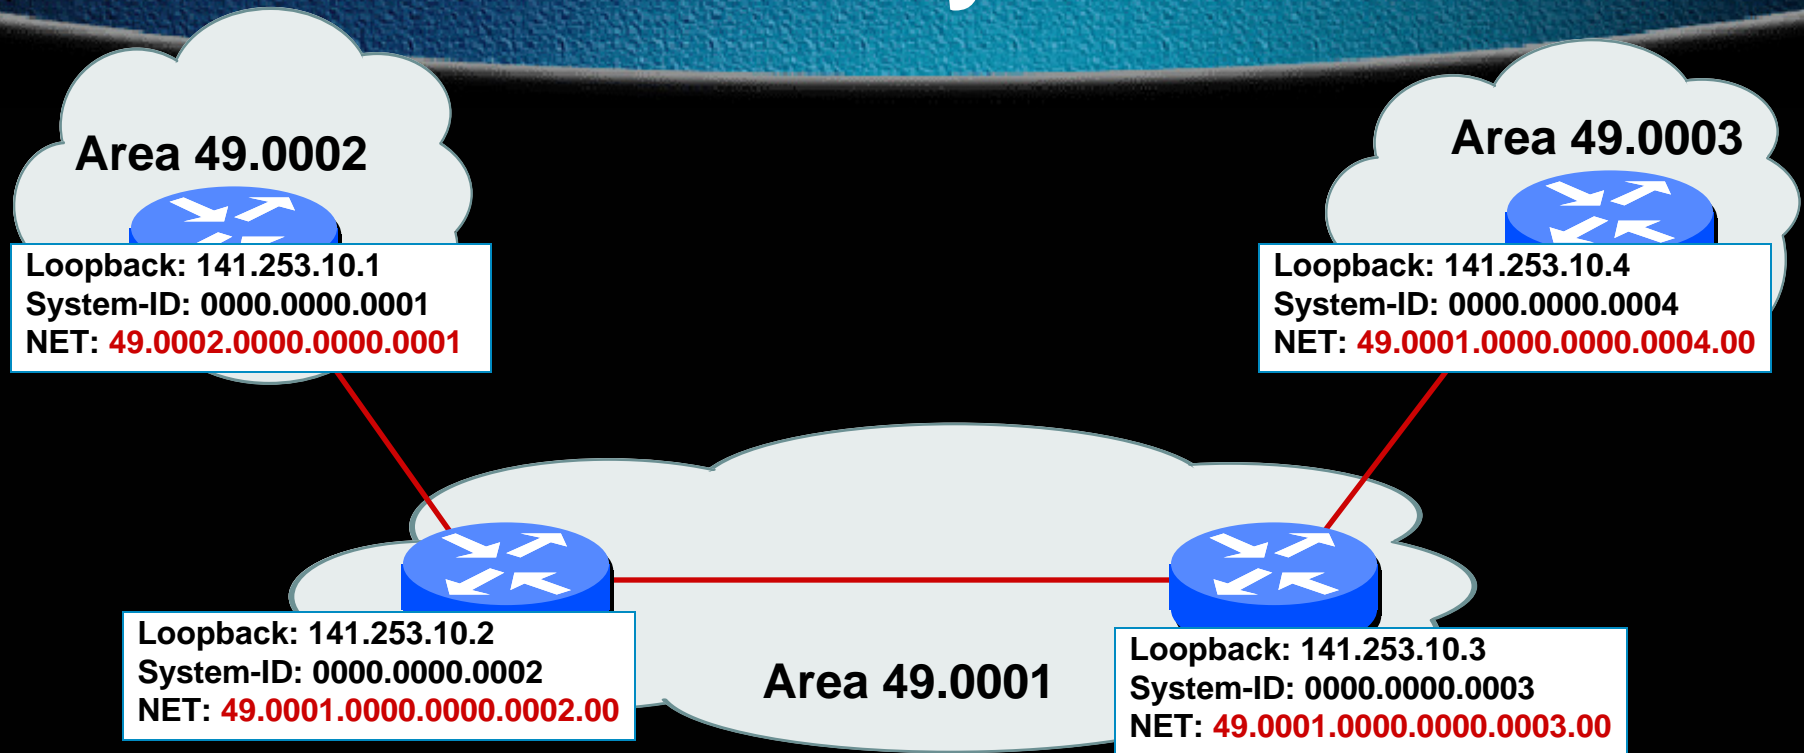 Area 49.0002
Loopback: 141.253.10.1
System-ID: 0000.0000.0001
NET: 49.0002.0000.0000.0001
Area 49.0003
Loopback: 141.253.10.4
System-ID: 0000.0000.0004
NET: 49.0001.0000.0000.0004.00
Loopback: 141.253.10.2
System-ID: 0000.0000.0002
NET: 49.0001.0000.0000.0002.00
Area 49.0001
Loopback: 141.253.10.3
System-ID: 0000.0000.0003
NET: 49.0001.0000.0000.0003.00